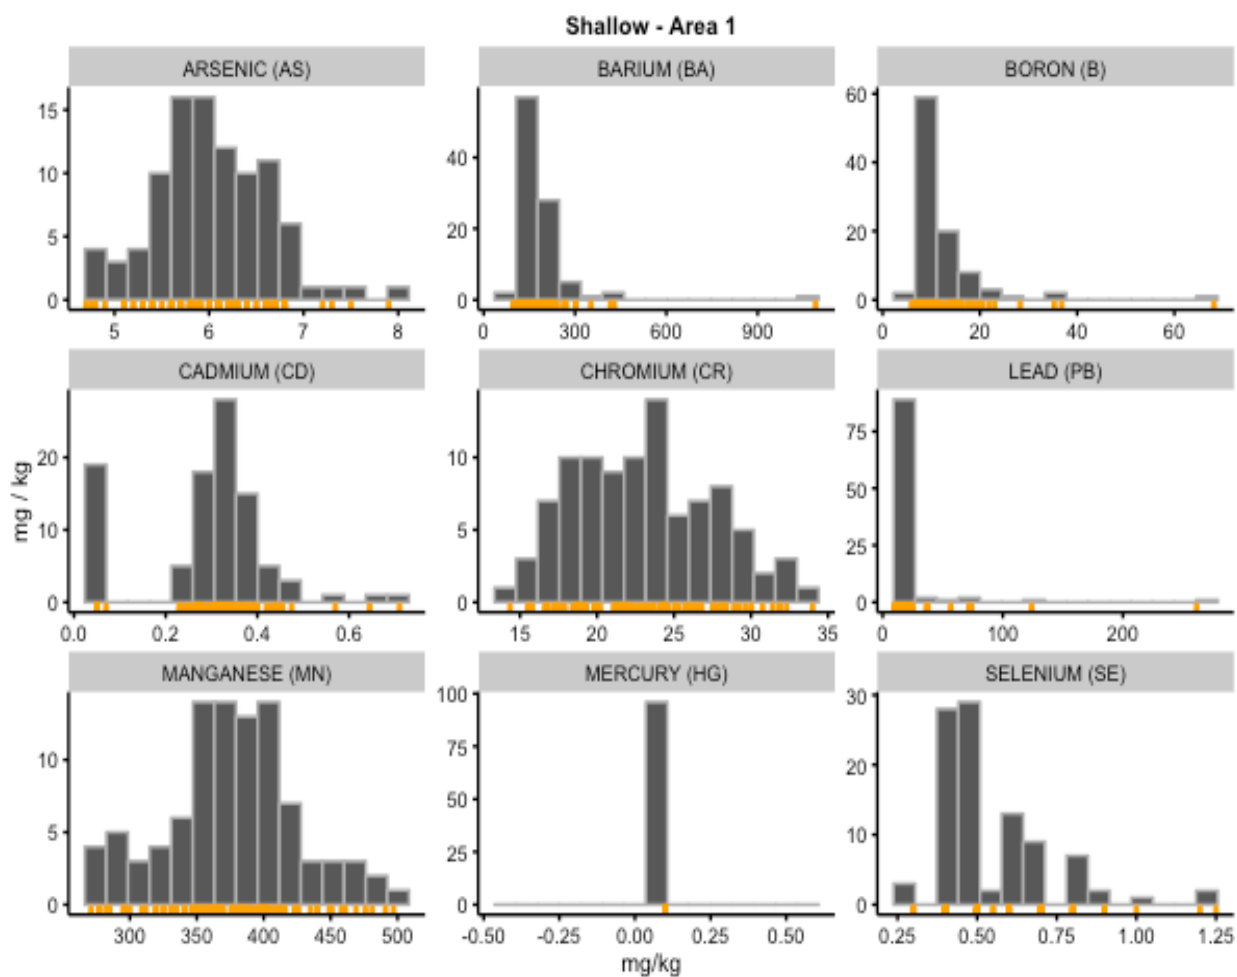 Shallow - Area 1
ARSENIC (AS) BARIUM (BA) BORON (B)
15 10 5 0
40 20 0
60 40 20 0
5 6 7 8
0 300 600 900
0 20 40 60
CADMIUM (CD) CHROMIUM (CR) LEAD (PB)
20 10 0
10 5 0
75 50 25 0
0.0 0.2 0.4 0.6
15 20 25 30 35
0 100 200
mg / kg
MANGANESE (MN) MERCURY (HG) SELENIUM (SE)
10 5 0
100 75 50 25 0
30 20 10 0
300 350 400 450 500
-0.50 -0.25 0.00 0.25 0.50
0.25 0.50 0.75 1.00 1.25
mg/kg